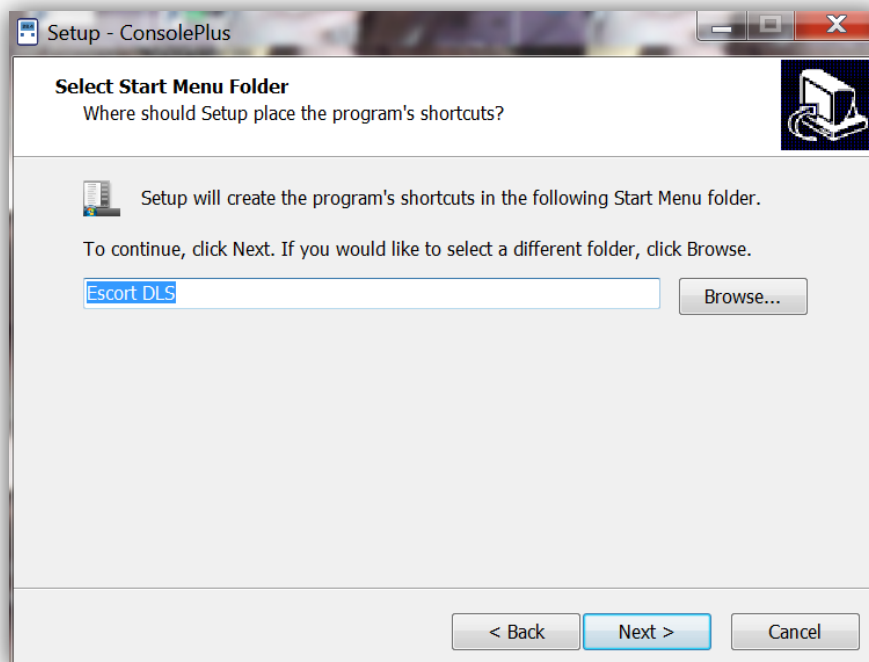 Setup - ConsolePlus
Select Start Menu Folder
Where should Setup place the program's shortcuts?
Setup will create the program's shortcuts in the following Start Menu folder.
To continue, click Next. If you would like to select a different folder, click Browse.
Escort DLS
Browse...
< Back
Next >
Cancel